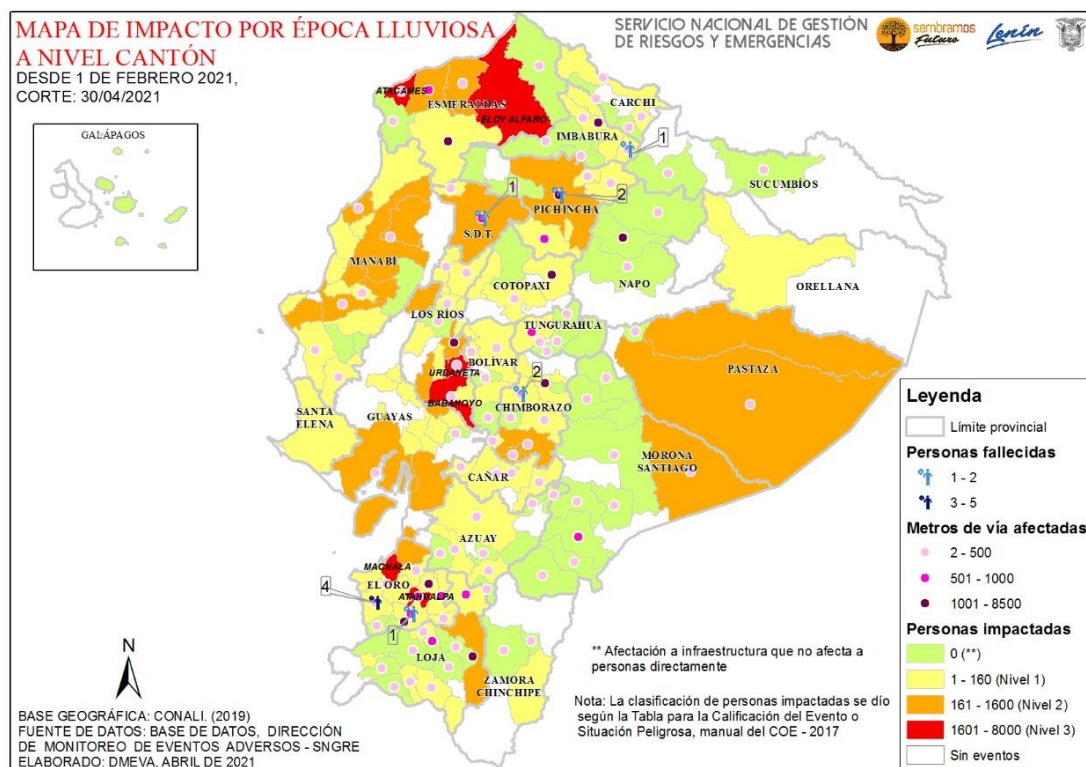 MAPA DE IMPACTO POR ÉPOCA LLUVIOSA
A NIVEL CANTÓN
DESDE 1 DE FEBRERO 2021,
CORTE: 30/04/2021
SERVICIO NACIONAL DE GESTIÓN
DE RIESGOS Y EMERGENCIAS
sembramos
Futuro
Lenín
GALÁPAGOS
ATACAMES
ESMERALDAS
ELOY ALFARO
CARCHI
IMBABURA
1
SUCUMBÍOS
1
2
PICHINCHA
S.D.T.
MANABÍ
NAPO
COTOPAXI
ORELLANA
LOS RÍOS
TUNGURAHUA
BOLÍVAR
URDANETA
PASTAZA
2
BABAHOYO
CHIMBORAZO
SANTA
ELENA
GUAYAS
MORONA
SANTIAGO
CAÑAR
AZUAY
MACHALA
EL ORO
ATAHUALPA
4
1
LOJA
ZAMORA
CHINCHIPE
Leyenda
Límite provincial
Personas fallecidas
1 - 2
3 - 5
Metros de vía afectadas
2 - 500
501 - 1000
1001 - 8500
Personas impactadas
0 (**)
1 - 160 (Nivel 1)
161 - 1600 (Nivel 2)
1601 - 8000 (Nivel 3)
Sin eventos
** Afectación a infraestructura que no afecta a
personas directamente
Nota: La clasificación de personas impactadas se dío
según la Tabla para la Calificación del Evento o
Situación Peligrosa, manual del COE - 2017
N
BASE GEOGRÁFICA: CONALI. (2019)
FUENTE DE DATOS: BASE DE DATOS, DIRECCIÓN
DE MONITOREO DE EVENTOS ADVERSOS - SNGRE
ELABORADO: DMEVA, ABRIL DE 2021